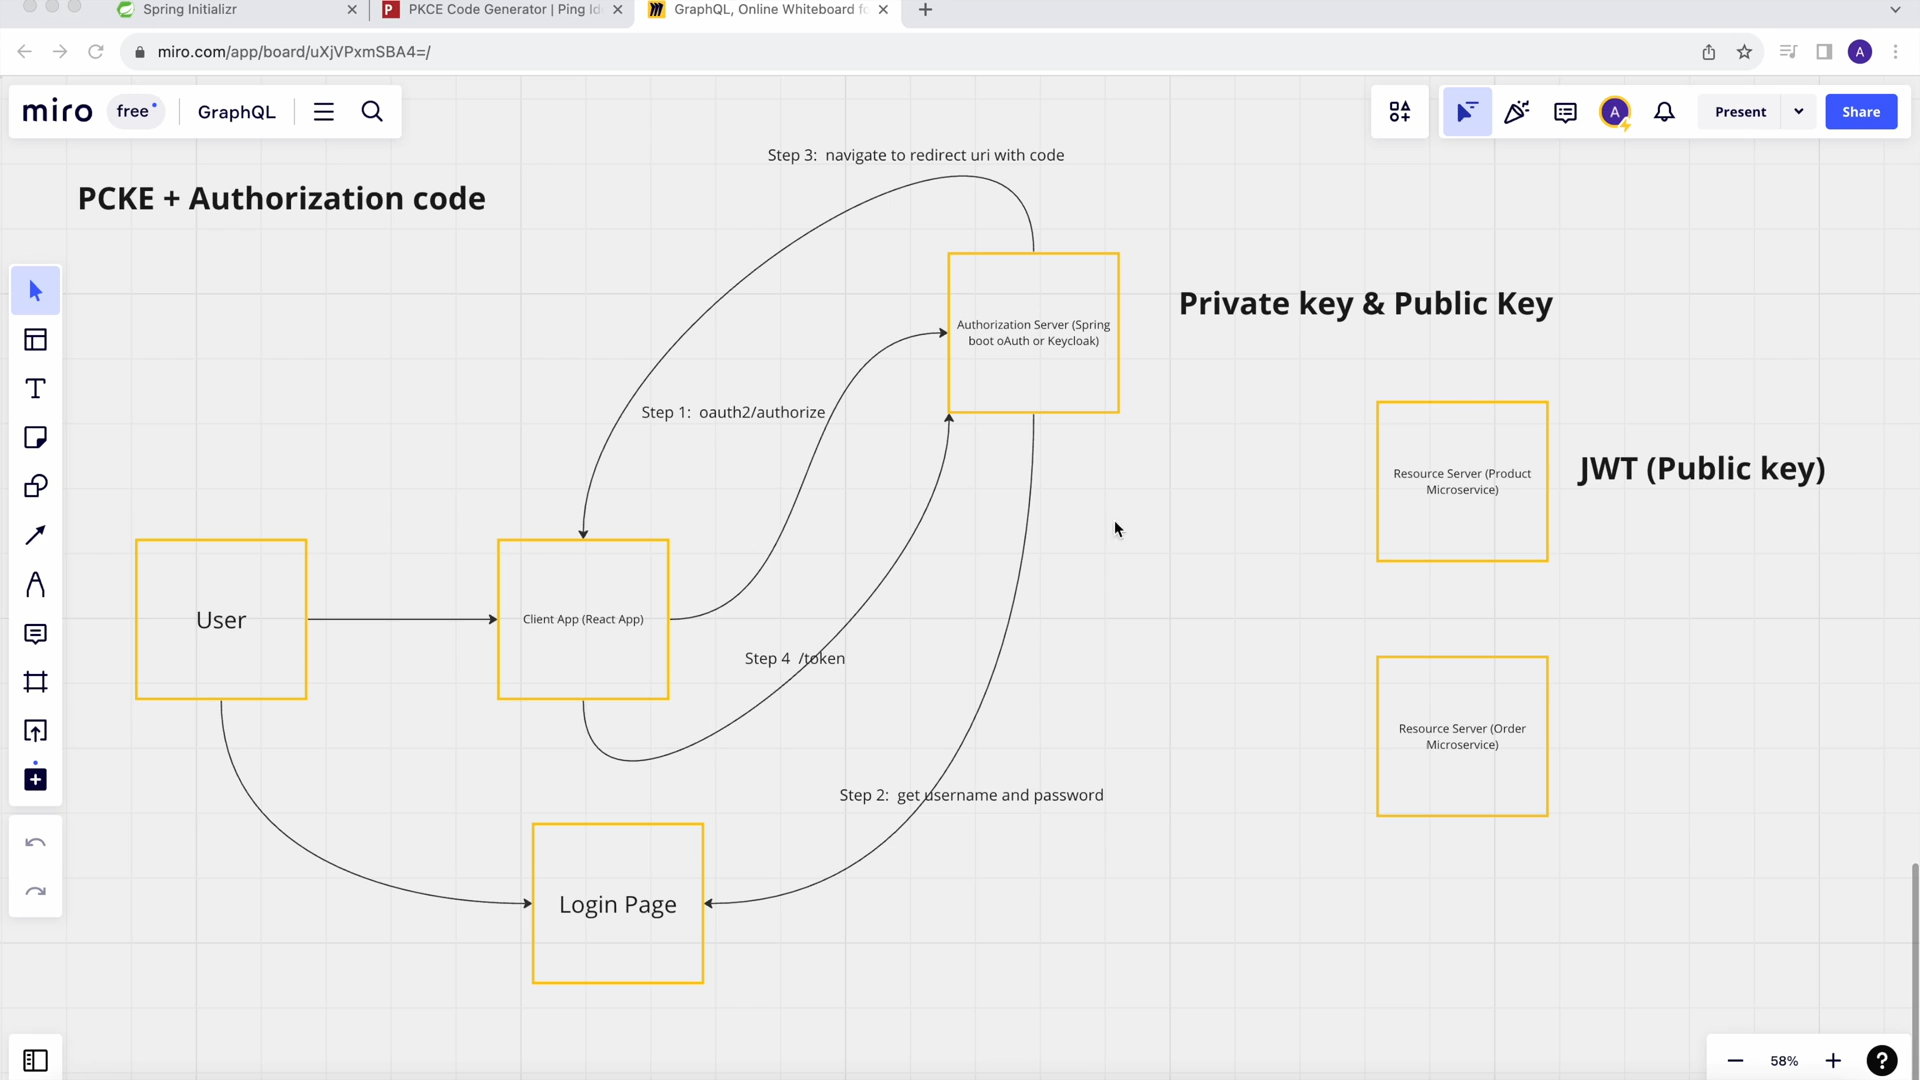 Spring Initializr
PKCE Code Generator | Ping Id
GraphQL, Online Whiteboard fo
miro.com/app/board/uXjVPxmSBA4=/
A
miro
free
GraphQL
A
Present
Share
Step 3: navigate to redirect uri with code
PCKE + Authorization code
Authorization Server (Spring
boot oAuth or Keycloak)
Private key & Public Key
Step 1: oauth2/authorize
Resource Server (Product
Microservice)
JWT (Public key)
User
Client App (React App)
Step 4 /token
Resource Server (Order
Microservice)
Step 2: get username and password
Login Page
58%